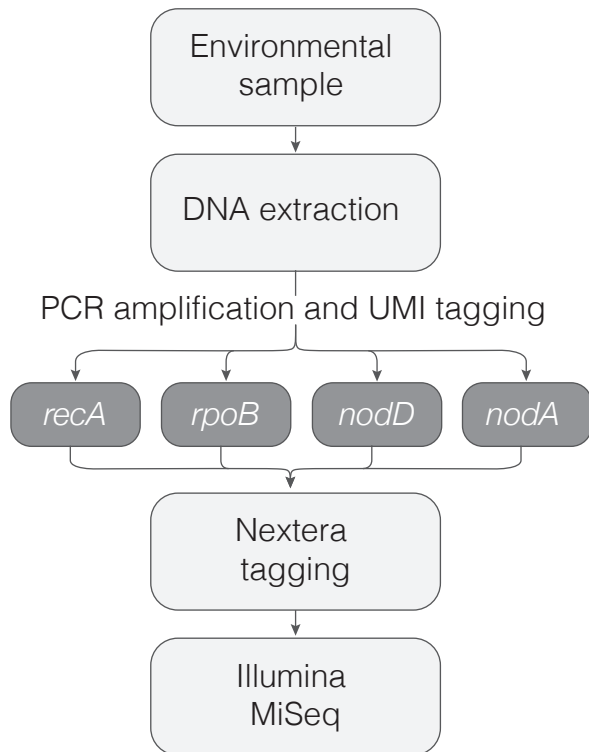 Environmental
sample
DNA extraction
PCR amplification and UMI tagging
recA
rpoB
nodD
nodA
Nextera
tagging
Illumina
MiSeq